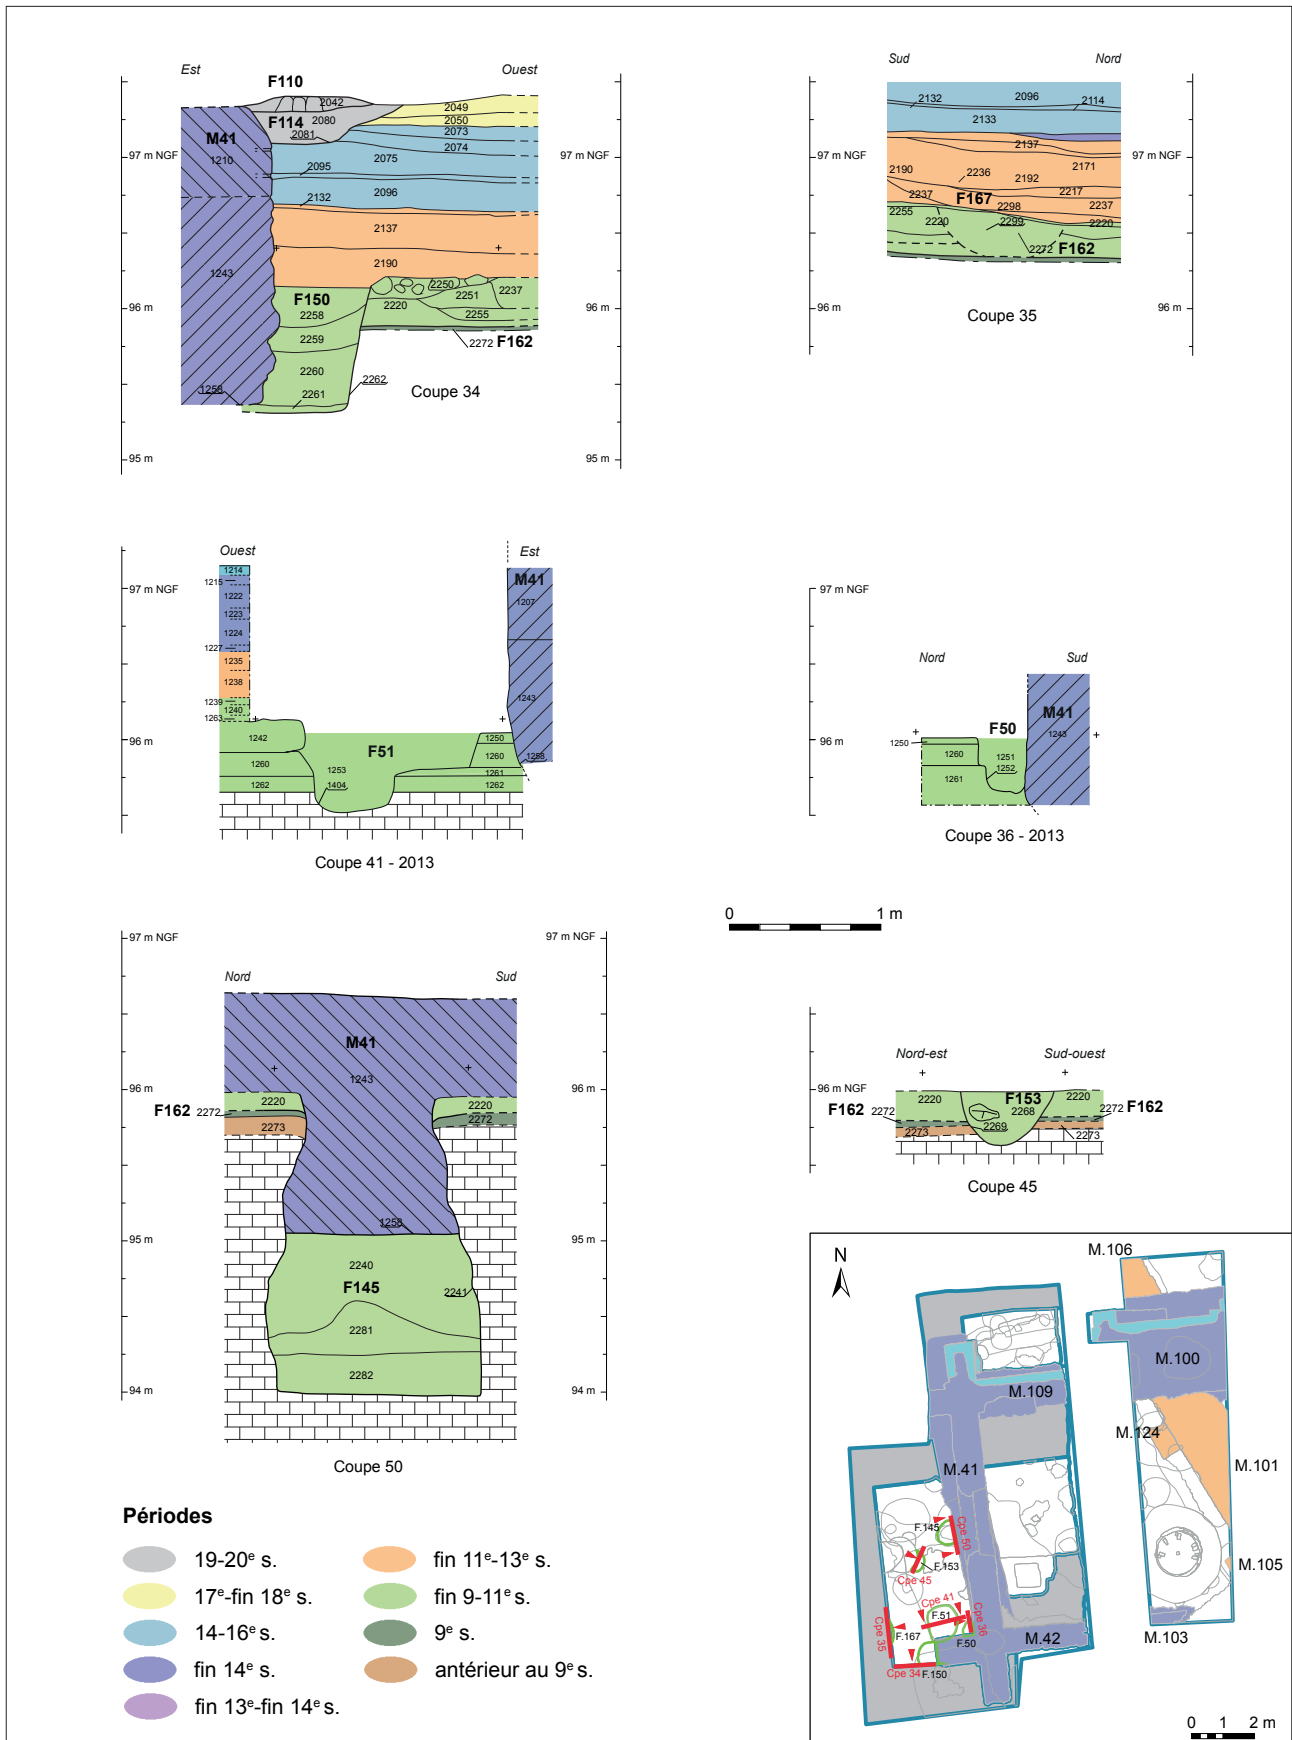 Est
F110
Ouest
2042
F114
2080
2081
2049
2050
2073
2074
M41
1210
97 m NGF
97 m NGF
2075
2095
2096
2132
2137
2190
1243
F150
2250
2251
2237
2220
2255
2258
96 m
96 m
2259
2272 F162
2260
2262
1258
2261
Coupe 34
95 m
95 m
Sud
Nord
2132
2096
2114
2133
2137
97 m NGF
97 m NGF
2190
2236
2192
2171
2237
F167
2217
2255
2298
2237
2220
2299
2220
2272 F162
96 m
96 m
Coupe 35
Ouest
Est
1214
1215
97 m NGF
M41
1222
1207
1223
1224
1227
1235
1238
1239
1240
1243
1263
96 m
1242
F51
1250
1260
1253
1260
1258
1261
1262
1404
1262
Coupe 41 - 2013
97 m NGF
Nord
Sud
F50
M41
1250
96 m
1260
1251
1243
1252
1261
Coupe 36 - 2013
0
1 m
97 m NGF
97 m NGF
Nord
Sud
M41
1243
96 m
96 m
2220
2220
F162 2272
2272
2273
1258
95 m
95 m
2240
F145
2241
2281
2282
94 m
94 m
Coupe 50
Nord-est
Sud-ouest
96 m NGF
F153
2220
2268
2220
F162 2272
2272 F162
2269
2273
2273
Coupe 45
N
M.106
M.100
M.109
M.124
M.41
M.101
F.145
Cpe 50
F.153
Cpe 45
M.105
Cpe 41
F.51
Cpe 36
Cpe 35
F.167
F.50
M.42
M.103
Cpe 34
F.150
0 1 2 m
Périodes
19-20e s.
17e-fin 18e s.
14-16e s.
fin 14e s.
fin 13e-fin 14e s.
fin 11e-13e s.
fin 9-11e s.
9e s.
antérieur au 9e s.